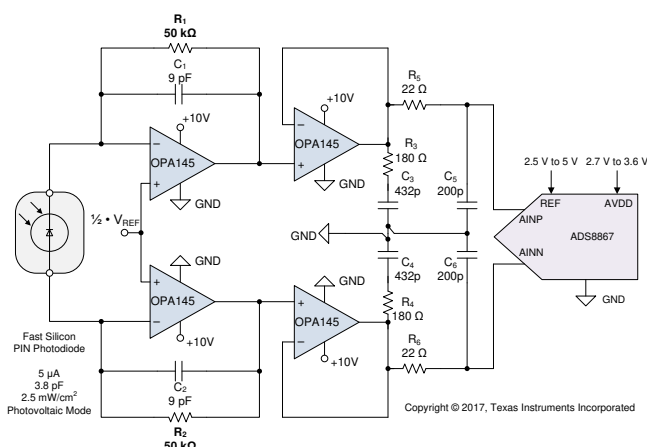 R1
50 kΩ
C1
9 pF
+10V
OPA145
GND
+10V
OPA145
GND
R5
22 Ω
R3
180 Ω
C3
432p
C5
200p
2.5 V to 5 V
2.7 V to 3.6 V
REF
AVDD
AINP
ADS8867
AINN
GND
½ • VREF
GND
C4
432p
C6
200p
R4
180 Ω
R6
22 Ω
GND
OPA145
+10V
GND
OPA145
+10V
C2
9 pF
R2
50 kΩ
Fast Silicon
PIN Photodiode
5 µA
3.8 pF
2.5 mW/cm²
Photovoltaic Mode
Copyright © 2017, Texas Instruments Incorporated